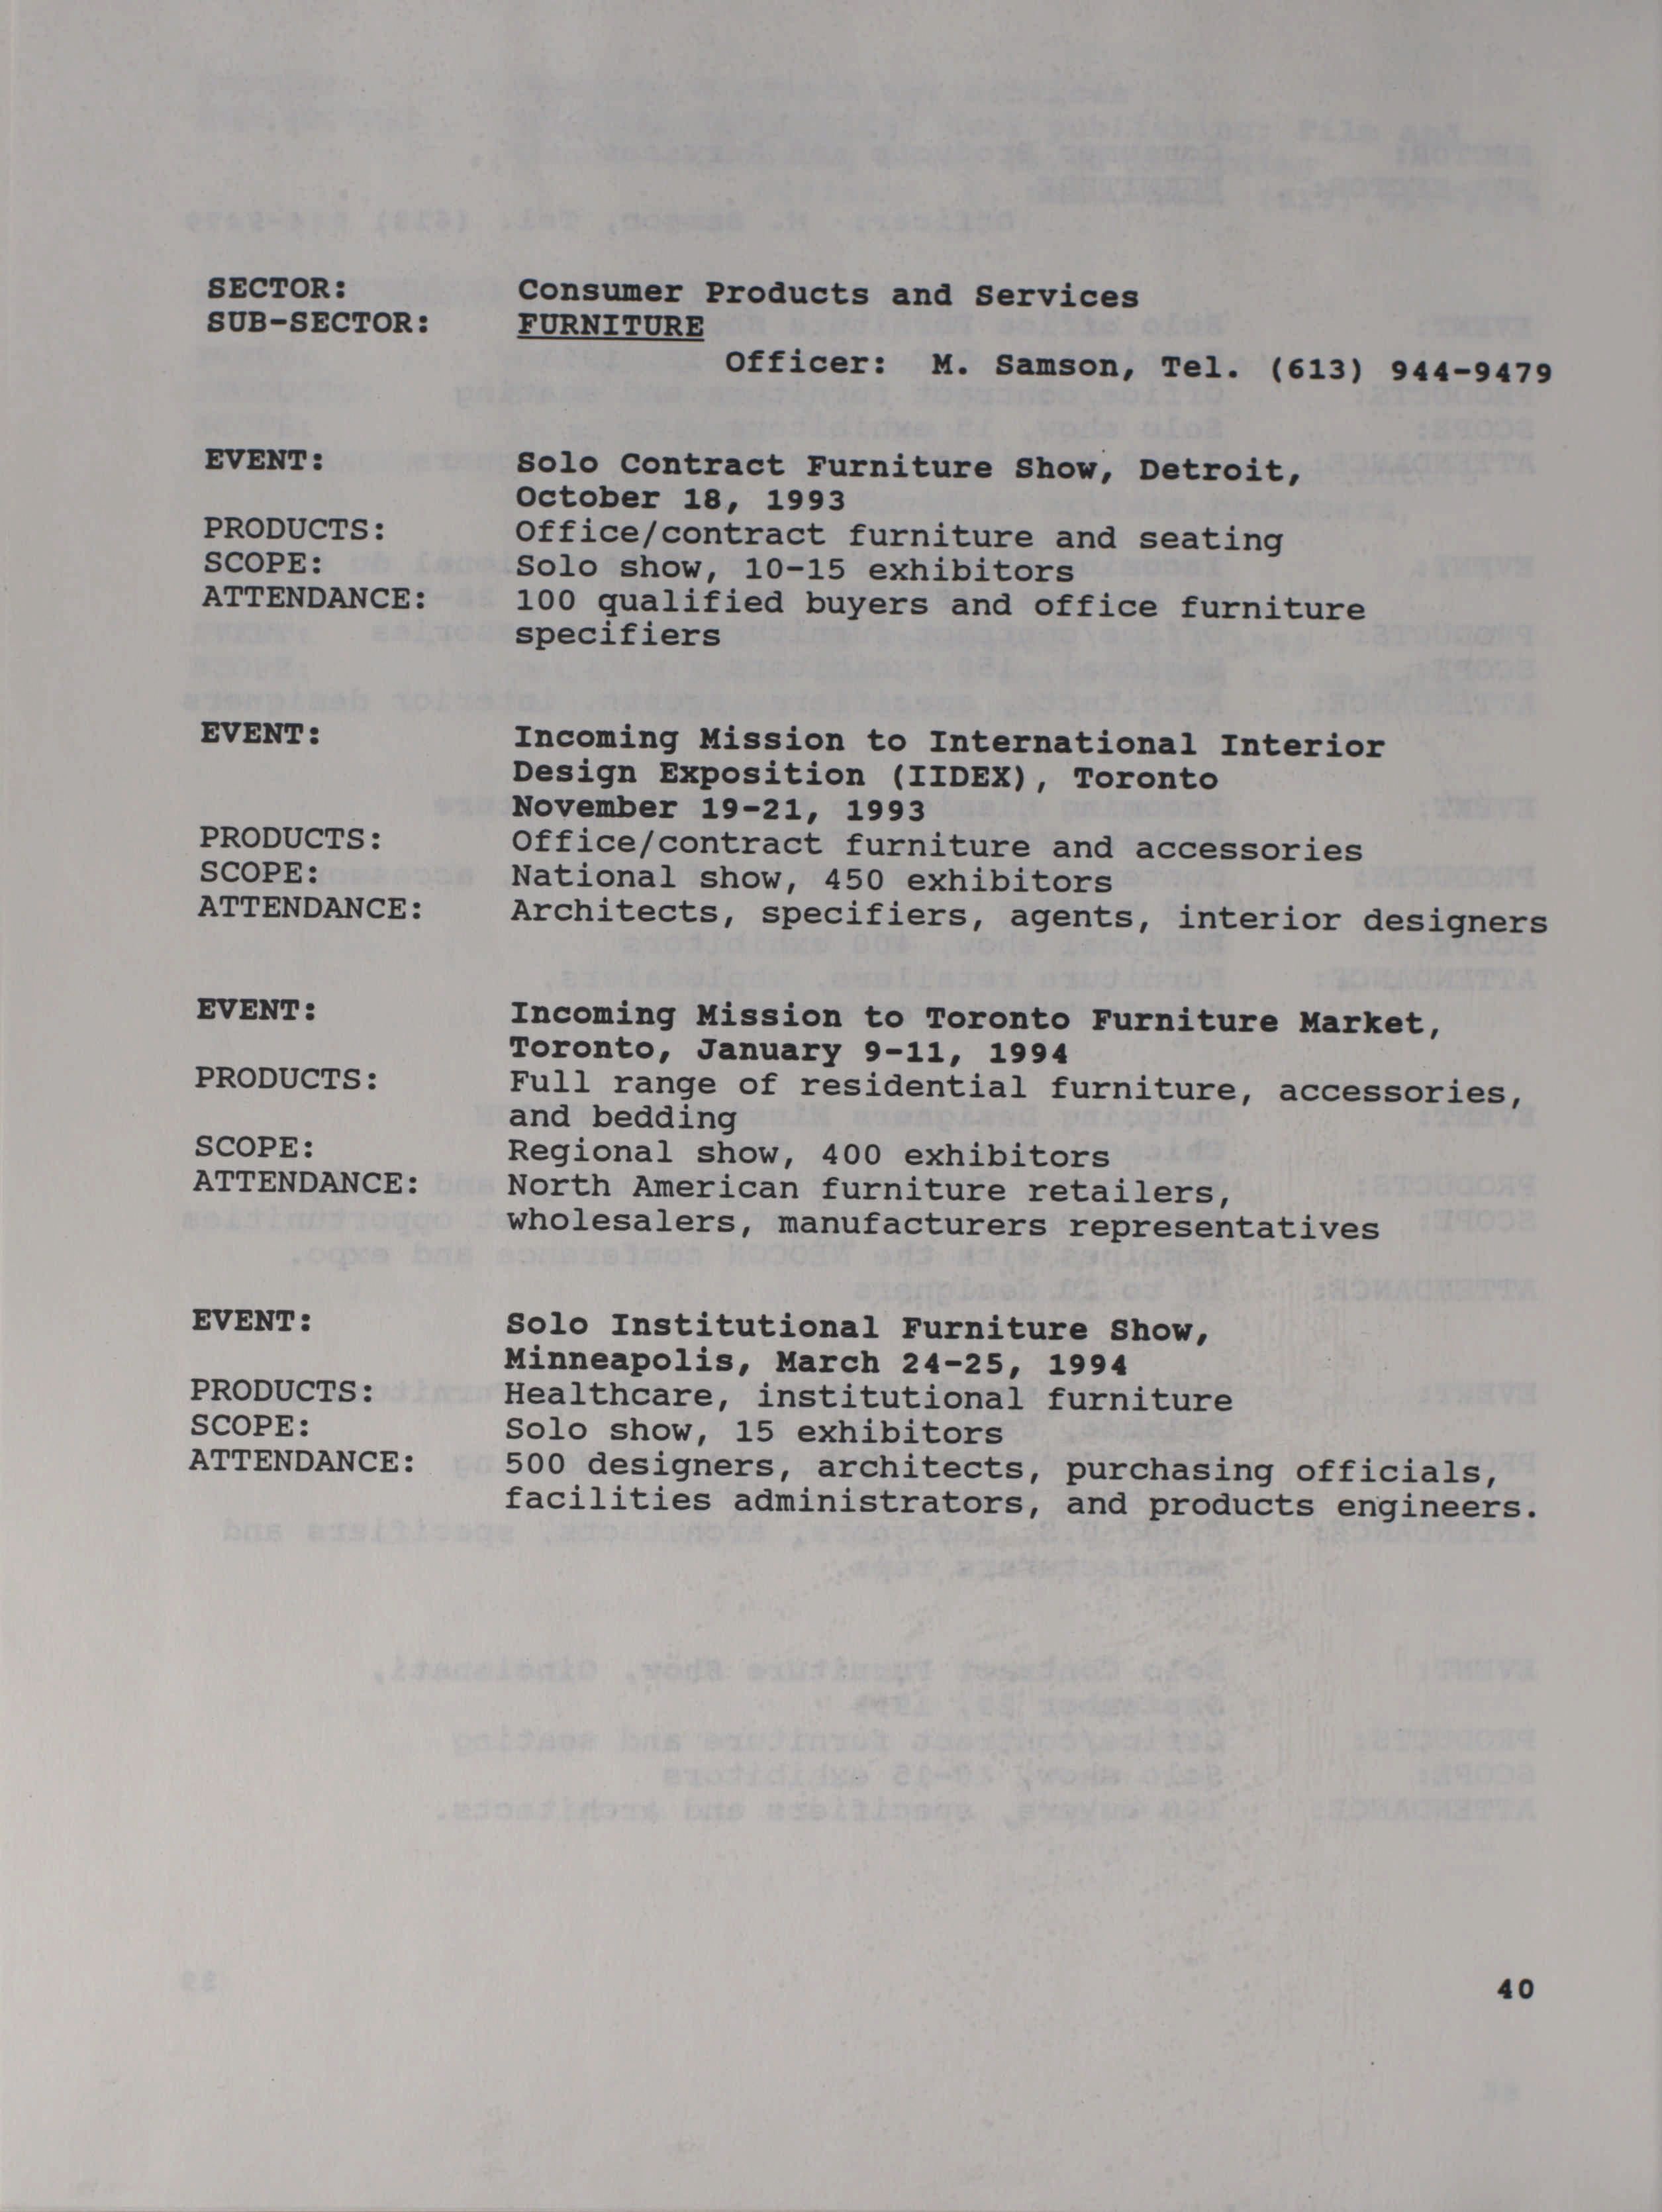 SECTOR: Consumer Products and Services
SUB-SECTOR: FURNITURE
Officer: M. Samson, Tel. (613) 944-9479
EVENT: Solo Contract Furniture Show, Detroit,
October 18, 1993
PRODUCTS: Office/contract furniture and seating
SCOPE: Solo show, 10-15 exhibitors
ATTENDANCE: 100 qualified buyers and office furniture
specifiers
EVENT: Incoming Mission to International Interior
Design Exposition (IIDEX), Toronto
November 19-21, 1993
PRODUCTS: Office/contract furniture and accessories
SCOPE: National show, 450 exhibitors
ATTENDANCE: Architects, specifiers, agents, interior designers
EVENT: Incoming Mission to Toronto Furniture Market,
Toronto, January 9-11, 1994
PRODUCTS: Full range of residential furniture, accessories,
and bedding
SCOPE: Regional show, 400 exhibitors
ATTENDANCE: North American furniture retailers,
wholesalers, manufacturers representatives
EVENT: Solo Institutional Furniture Show,
Minneapolis, March 24-25, 1994
PRODUCTS: Healthcare, institutional furniture
SCOPE: Solo show, 15 exhibitors
ATTENDANCE: 500 designers, architects, purchasing officials,
facilities administrators, and products engineers.
40